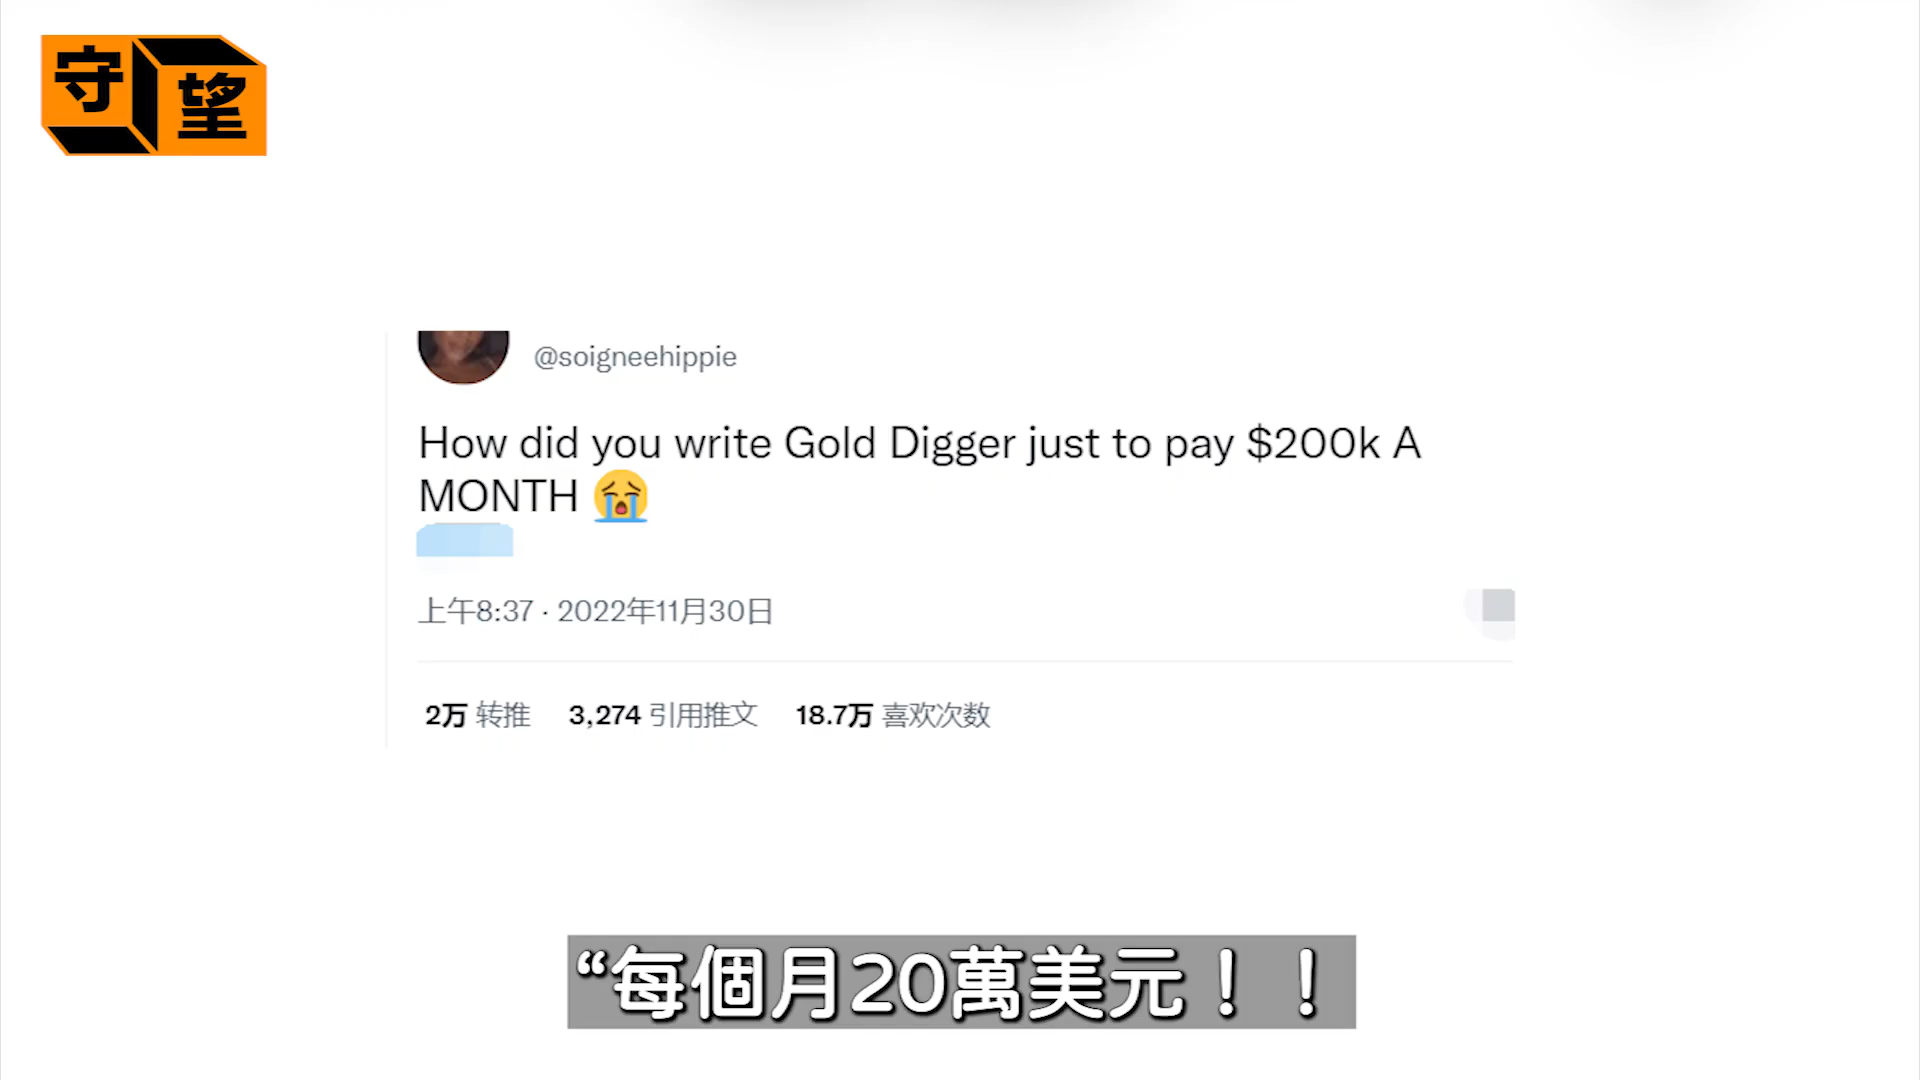 守望
@soigneehippie
How did you write Gold Digger just to pay $200k A
MONTH 😭
上午8:37 · 2022年11月30日
2万 转推 3,274 引用推文 18.7万 喜欢次数
“每個月20萬美元！！